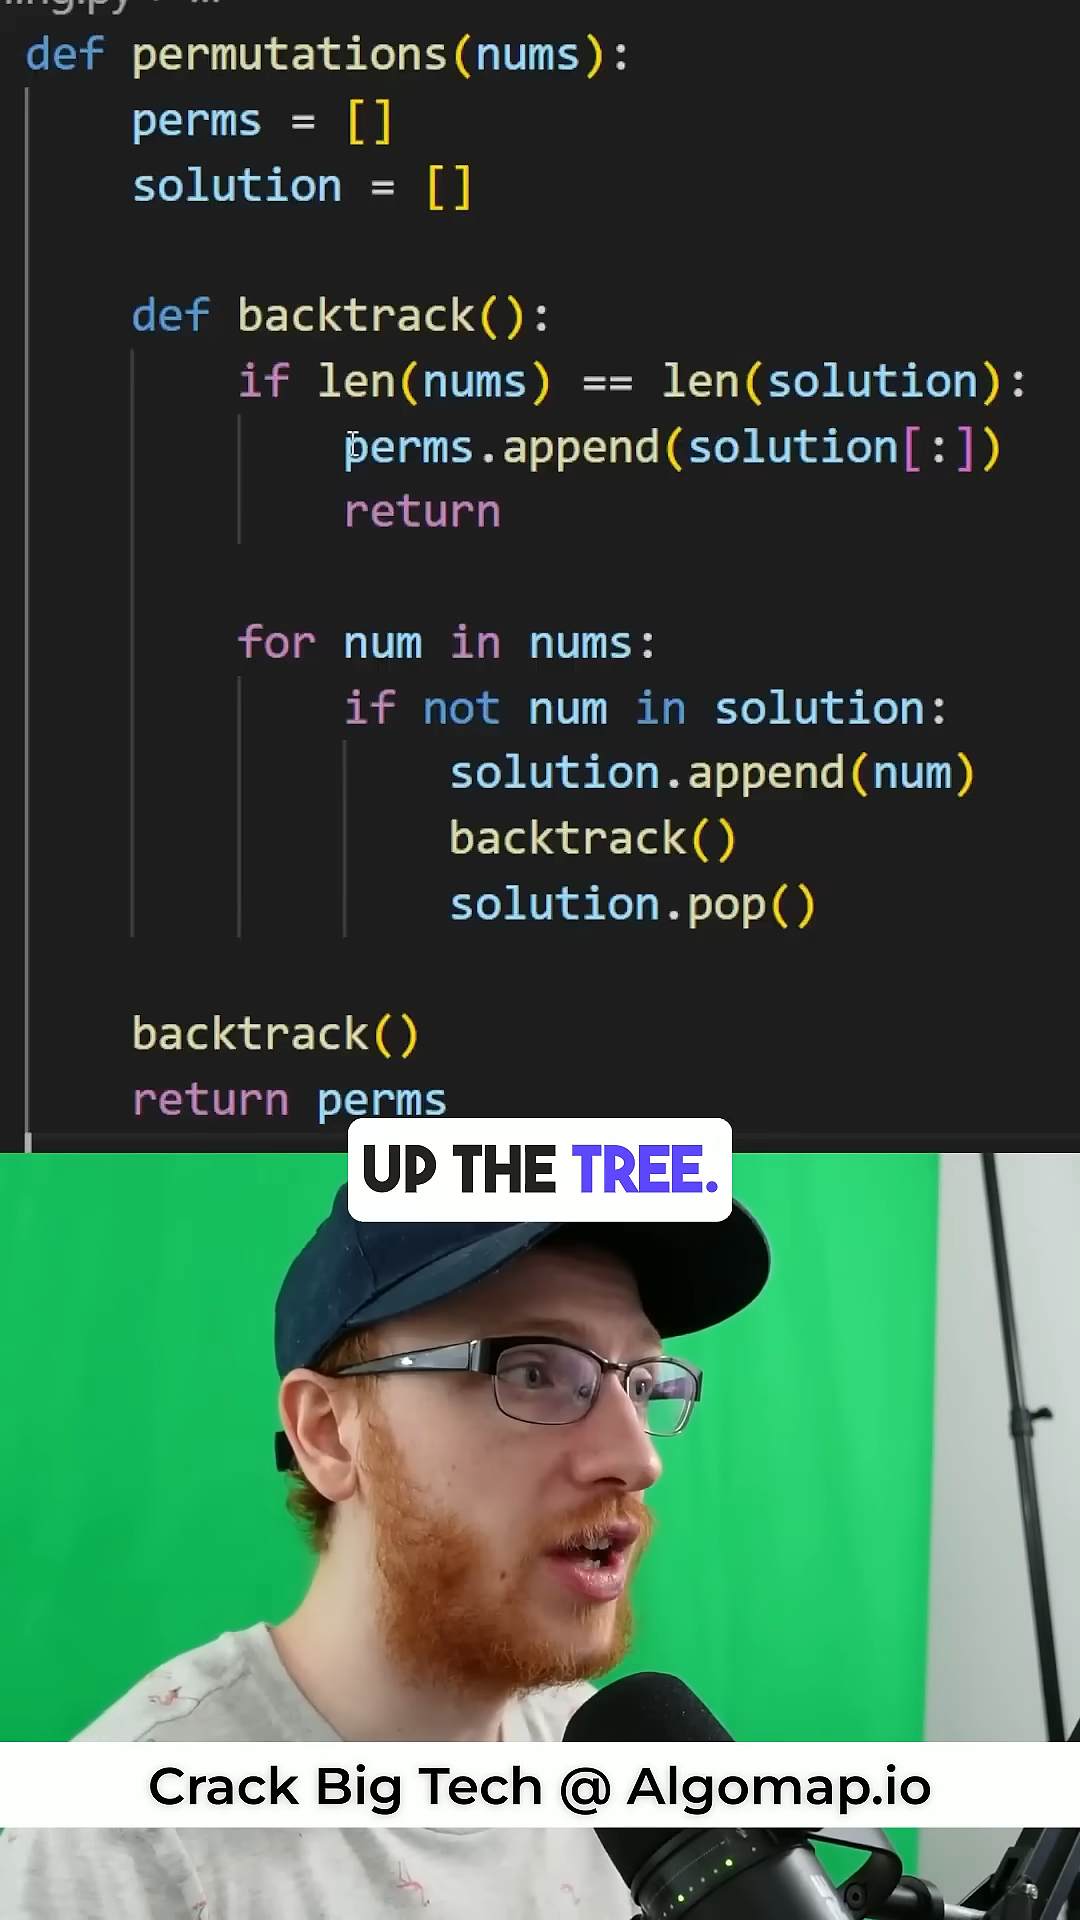 def permutations(nums):
    perms = []
    solution = []

    def backtrack():
        if len(nums) == len(solution):
            perms.append(solution[:])
            return

        for num in nums:
            if not num in solution:
                solution.append(num)
                backtrack()
                solution.pop()

    backtrack()
    return perms
UP THE TREE.
Crack Big Tech @ Algomap.io